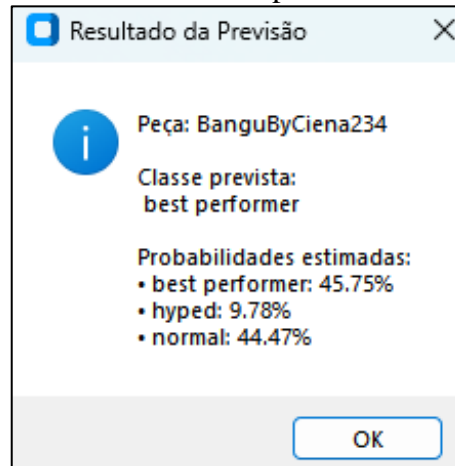 Resultado da Previsão
Peça: BanguByCiena234
Classe prevista:
best performer
Probabilidades estimadas:
• best performer: 45.75%
• hyped: 9.78%
• normal: 44.47%
OK